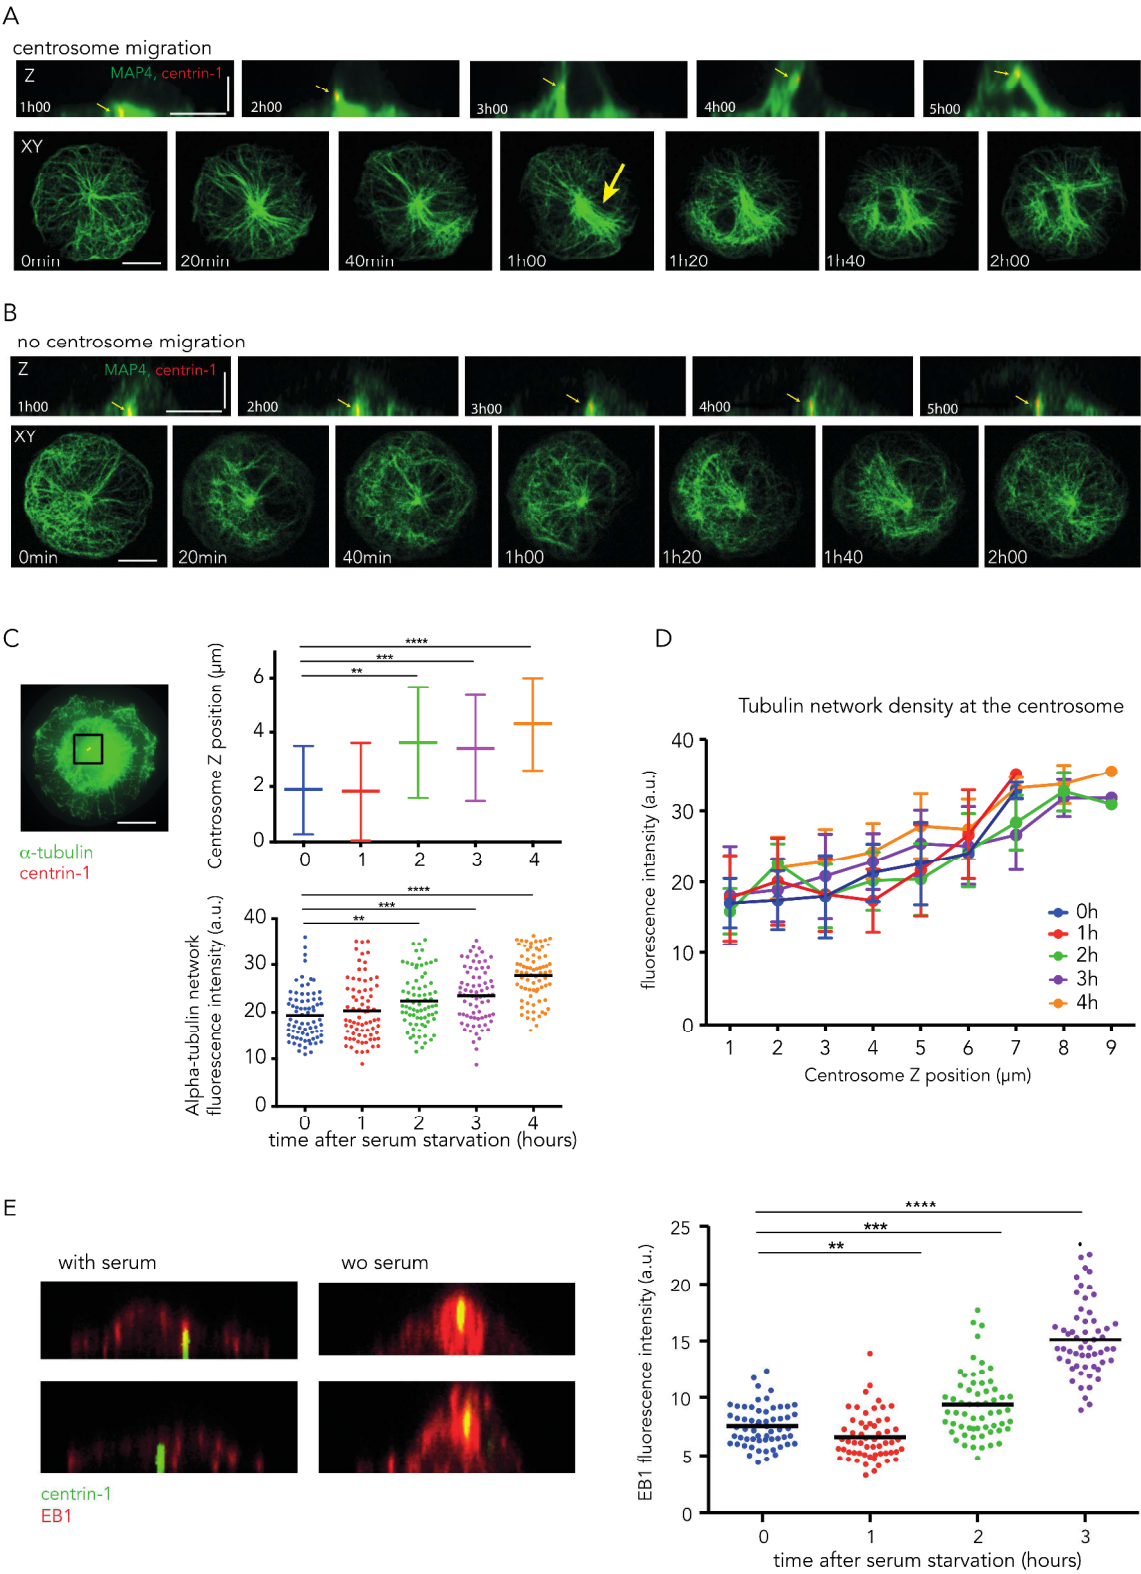 A
centrosome migration
Z
MAP4, centrin-1
1h00
2h00
3h00
4h00
5h00
XY
0min
20min
40min
1h00
1h20
1h40
2h00
B
no centrosome migration
Z
MAP4, centrin-1
1h00
2h00
3h00
4h00
5h00
XY
0min
20min
40min
1h00
1h20
1h40
2h00
C
α-tubulin
centrin-1
Centrosome Z position (µm)
6
4
2
0
****
***
**
0 1 2 3 4
Alpha-tubulin network
fluorescence intensity (a.u.)
40
30
20
10
0
****
***
**
0 1 2 3 4
time after serum starvation (hours)
D
Tubulin network density at the centrosome
fluorescence intensity (a.u.)
40
30
20
10
0
0h
1h
2h
3h
4h
1 2 3 4 5 6 7 8 9
Centrosome Z position (µm)
E
with serum
wo serum
centrin-1
EB1
EB1 fluorescence intensity (a.u.)
25
20
15
10
5
0
****
***
**
0 1 2 3
time after serum starvation (hours)